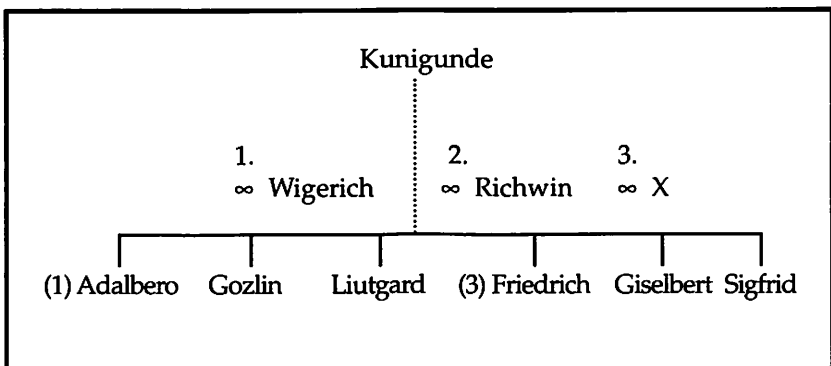 Kunigunde
1. 2. 3.
∞ Wigerich ∞ Richwin ∞ X
(1) Adalbero Gozlin Liutgard (3) Friedrich Giselbert Sigfrid